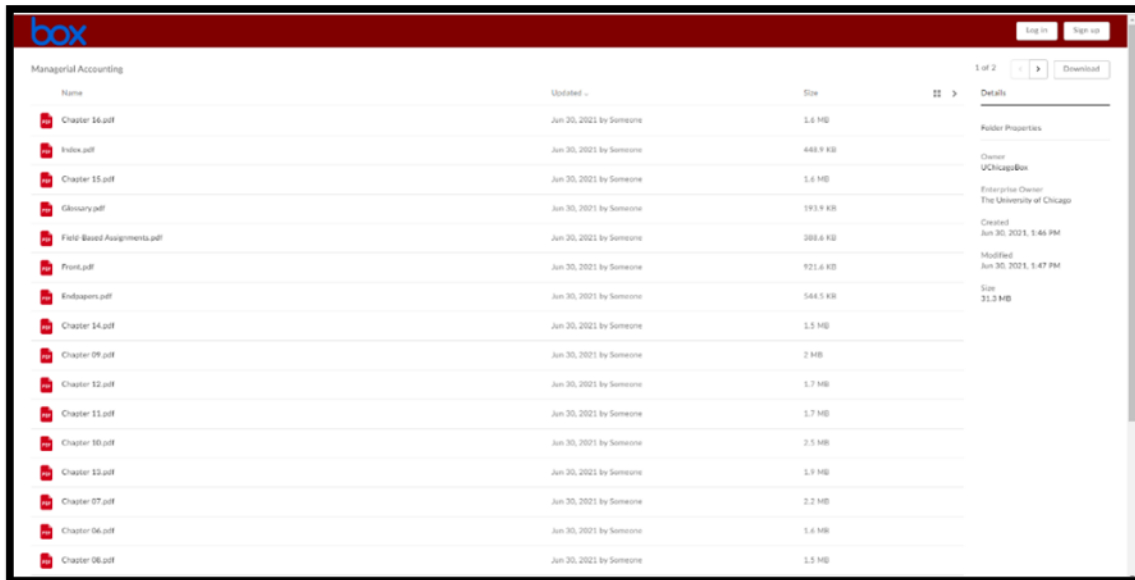 box
Log in Sign up
Managerial Accounting
1 of 2 Download
Name Updated Size
Details
Chapter 16.pdf Jun 30, 2021 by Someone 1.6 MB
Index.pdf Jun 30, 2021 by Someone 448.9 KB
Chapter 15.pdf Jun 30, 2021 by Someone 1.6 MB
Glossary.pdf Jun 30, 2021 by Someone 193.9 KB
Field-Based Assignments.pdf Jun 30, 2021 by Someone 388.6 KB
Front.pdf Jun 30, 2021 by Someone 921.6 KB
Endpapers.pdf Jun 30, 2021 by Someone 544.5 KB
Chapter 14.pdf Jun 30, 2021 by Someone 1.5 MB
Chapter 09.pdf Jun 30, 2021 by Someone 2 MB
Chapter 12.pdf Jun 30, 2021 by Someone 1.7 MB
Chapter 11.pdf Jun 30, 2021 by Someone 1.7 MB
Chapter 10.pdf Jun 30, 2021 by Someone 2.5 MB
Chapter 13.pdf Jun 30, 2021 by Someone 1.9 MB
Chapter 07.pdf Jun 30, 2021 by Someone 2.2 MB
Chapter 06.pdf Jun 30, 2021 by Someone 1.6 MB
Chapter 08.pdf Jun 30, 2021 by Someone 1.5 MB
Folder Properties
Owner
UChicagoBox
Enterprise Owner
The University of Chicago
Created
Jun 30, 2021, 1:46 PM
Modified
Jun 30, 2021, 1:47 PM
Size
31.3 MB